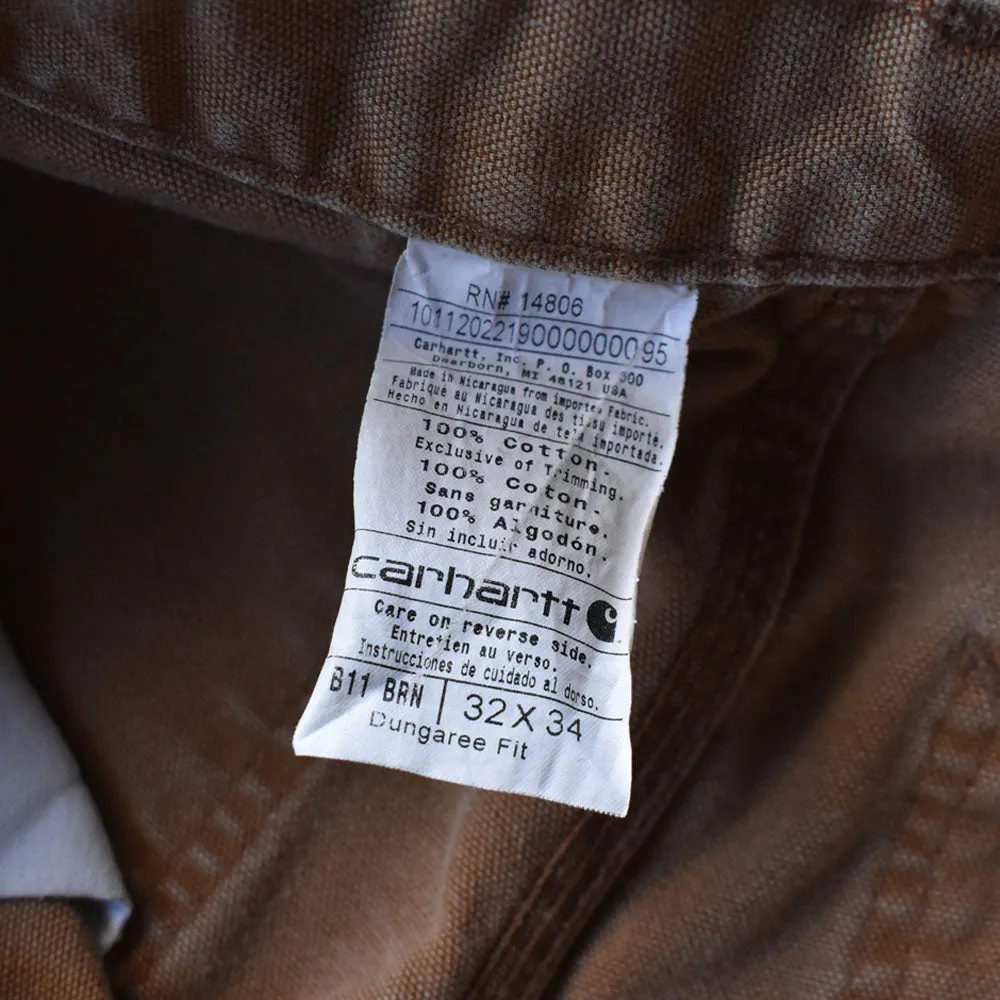 RN# 14806
10112022190000000095
Carhartt, Inc. P. O. Box 600
Dearborn, MI 48121 USA
Made in Nicaragua from imported Fabric.
Fabriqué au Nicaragua des tissu importé.
Hecho en Nicaragua de tela importada.
100% Cotton.
Exclusive of Trimming.
100% Coton.
Sans garniture.
100% Algodón.
Sin incluir adorno.
carhartt
Care on reverse side.
Entretien au verso.
Instrucciones de cuidado al dorso.
B11 BRN | 32 X 34
Dungaree Fit